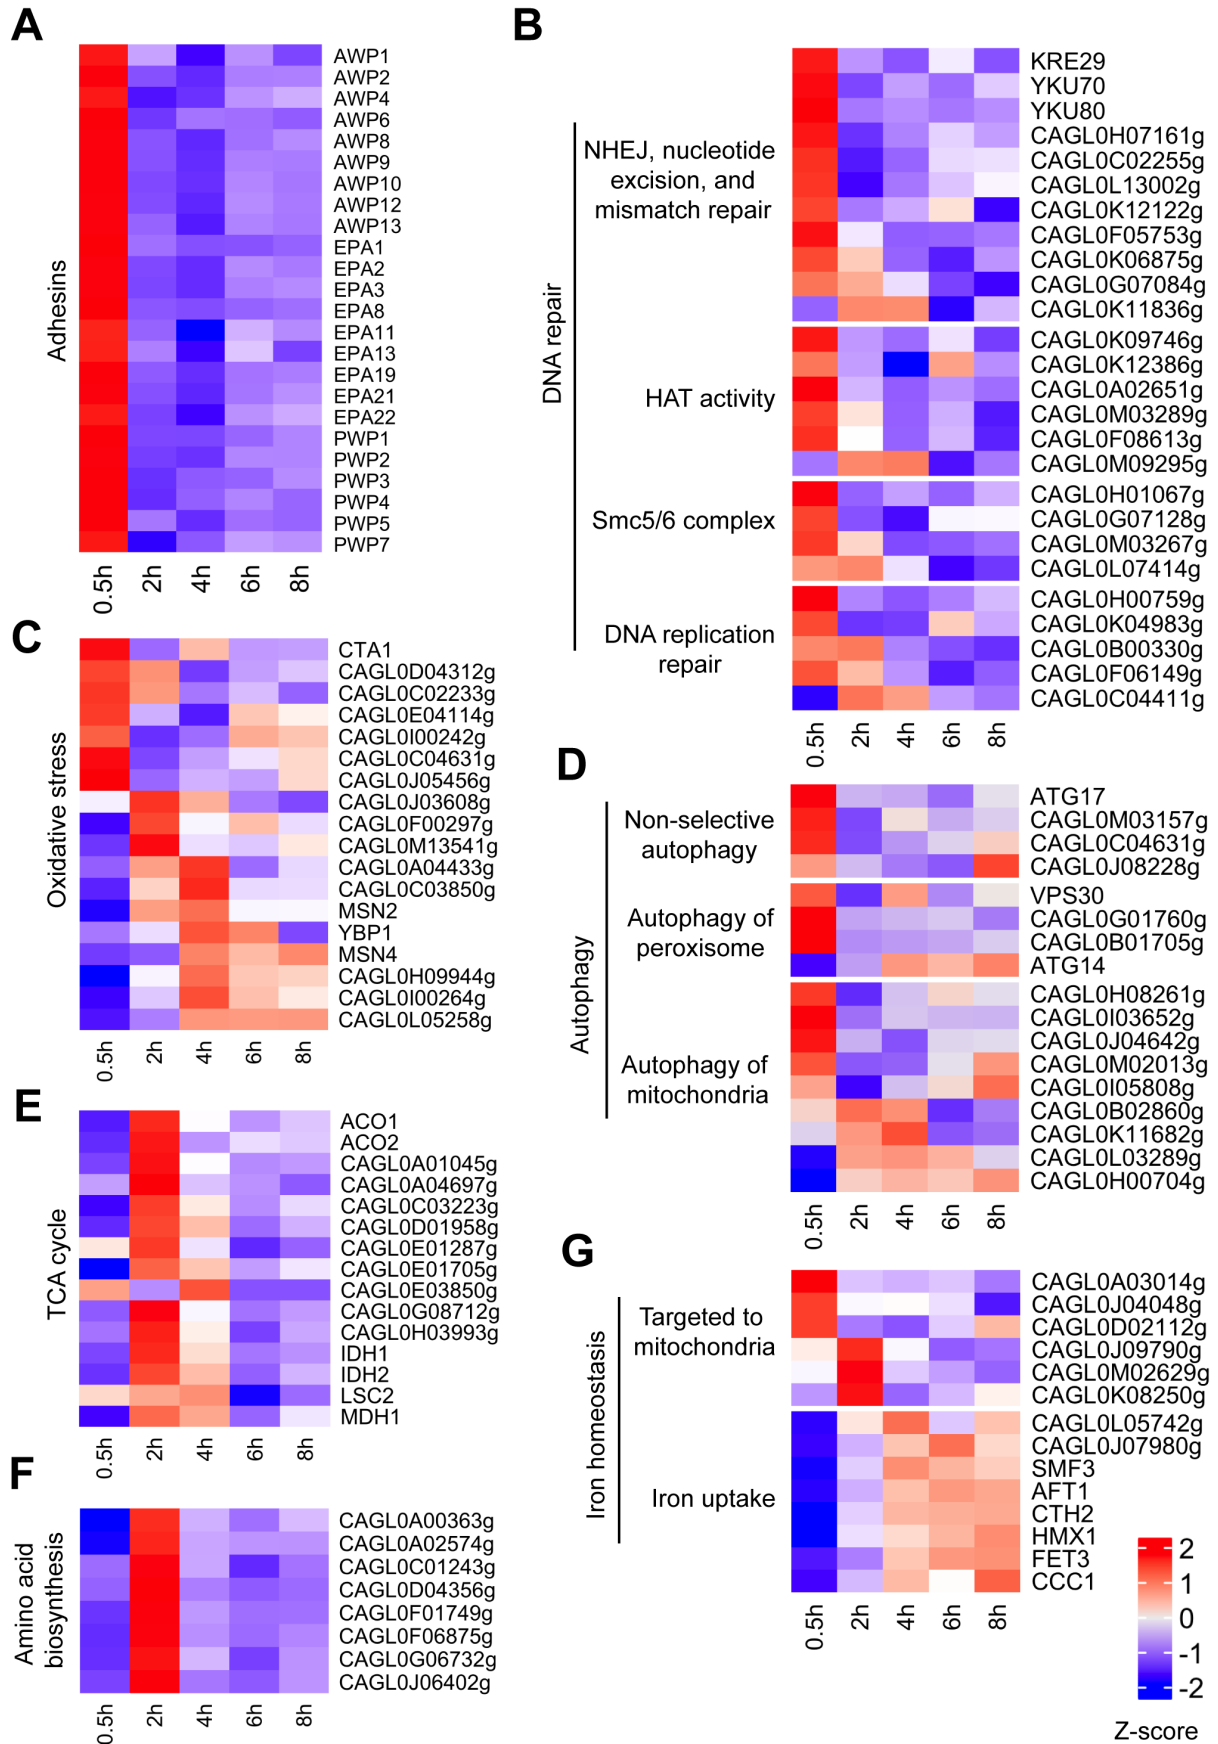 A
AWP1
AWP2
AWP4
AWP6
AWP8
AWP9
AWP10
AWP12
AWP13
EPA1
EPA2
EPA3
EPA8
EPA11
EPA13
EPA19
EPA21
EPA22
PWP1
PWP2
PWP3
PWP4
PWP5
PWP7
Adhesins
0.5h 2h 4h 6h 8h
B
DNA repair
NHEJ, nucleotide
excision, and
mismatch repair
KRE29
YKU70
YKU80
CAGL0H07161g
CAGL0C02255g
CAGL0L13002g
CAGL0K12122g
CAGL0F05753g
CAGL0K06875g
CAGL0G07084g
CAGL0K11836g
HAT activity
CAGL0K09746g
CAGL0K12386g
CAGL0A02651g
CAGL0M03289g
CAGL0F08613g
CAGL0M09295g
Smc5/6 complex
CAGL0H01067g
CAGL0G07128g
CAGL0M03267g
CAGL0L07414g
DNA replication
repair
CAGL0H00759g
CAGL0K04983g
CAGL0B00330g
CAGL0F06149g
CAGL0C04411g
0.5h 2h 4h 6h 8h
C
Oxidative stress
CTA1
CAGL0D04312g
CAGL0C02233g
CAGL0E04114g
CAGL0I00242g
CAGL0C04631g
CAGL0J05456g
CAGL0J03608g
CAGL0F00297g
CAGL0M13541g
CAGL0A04433g
CAGL0C03850g
MSN2
YBP1
MSN4
CAGL0H09944g
CAGL0I00264g
CAGL0L05258g
0.5h 2h 4h 6h 8h
D
Autophagy
Non-selective
autophagy
ATG17
CAGL0M03157g
CAGL0C04631g
CAGL0J08228g
Autophagy of
peroxisome
VPS30
CAGL0G01760g
CAGL0B01705g
ATG14
Autophagy of
mitochondria
CAGL0H08261g
CAGL0I03652g
CAGL0J04642g
CAGL0M02013g
CAGL0I05808g
CAGL0B02860g
CAGL0K11682g
CAGL0L03289g
CAGL0H00704g
0.5h 2h 4h 6h 8h
E
TCA cycle
ACO1
ACO2
CAGL0A01045g
CAGL0A04697g
CAGL0C03223g
CAGL0D01958g
CAGL0E01287g
CAGL0E01705g
CAGL0E03850g
CAGL0G08712g
CAGL0H03993g
IDH1
IDH2
LSC2
MDH1
0.5h 2h 4h 6h 8h
F
Amino acid
biosynthesis
CAGL0A00363g
CAGL0A02574g
CAGL0C01243g
CAGL0D04356g
CAGL0F01749g
CAGL0F06875g
CAGL0G06732g
CAGL0J06402g
0.5h 2h 4h 6h 8h
G
Iron homeostasis
Targeted to
mitochondria
CAGL0A03014g
CAGL0J04048g
CAGL0D02112g
CAGL0J09790g
CAGL0M02629g
CAGL0K08250g
Iron uptake
CAGL0L05742g
CAGL0J07980g
SMF3
AFT1
CTH2
HMX1
FET3
CCC1
0.5h 2h 4h 6h 8h
2
1
0
-1
-2
Z-score